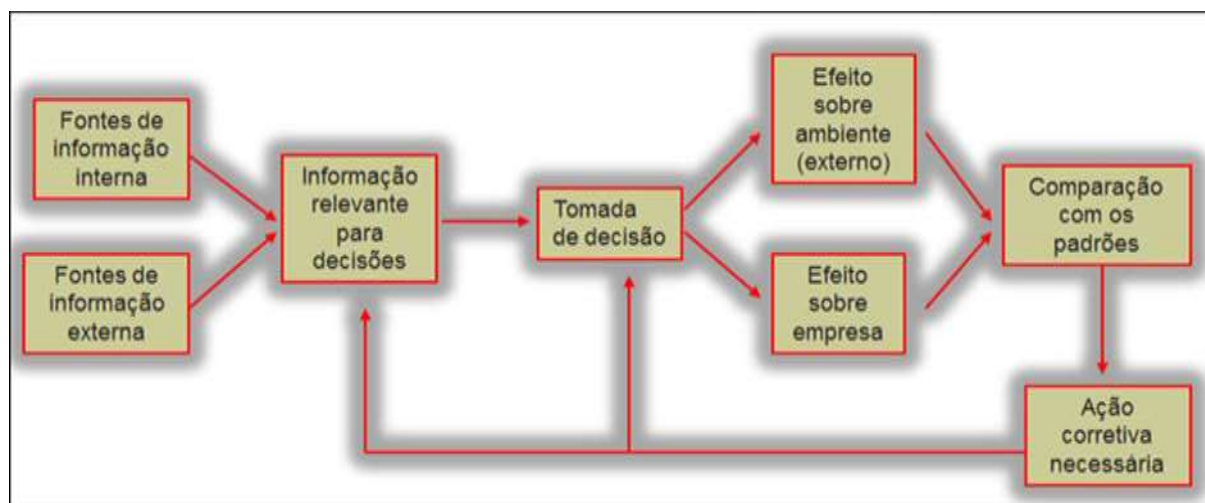 Fontes de
informação
interna
Fontes de
informação
externa
Informação
relevante
para
decisões
Tomada
de decisão
Efeito
sobre
ambiente
(externo)
Efeito
sobre
empresa
Comparação
com os
padrões
Ação
corretiva
necessária